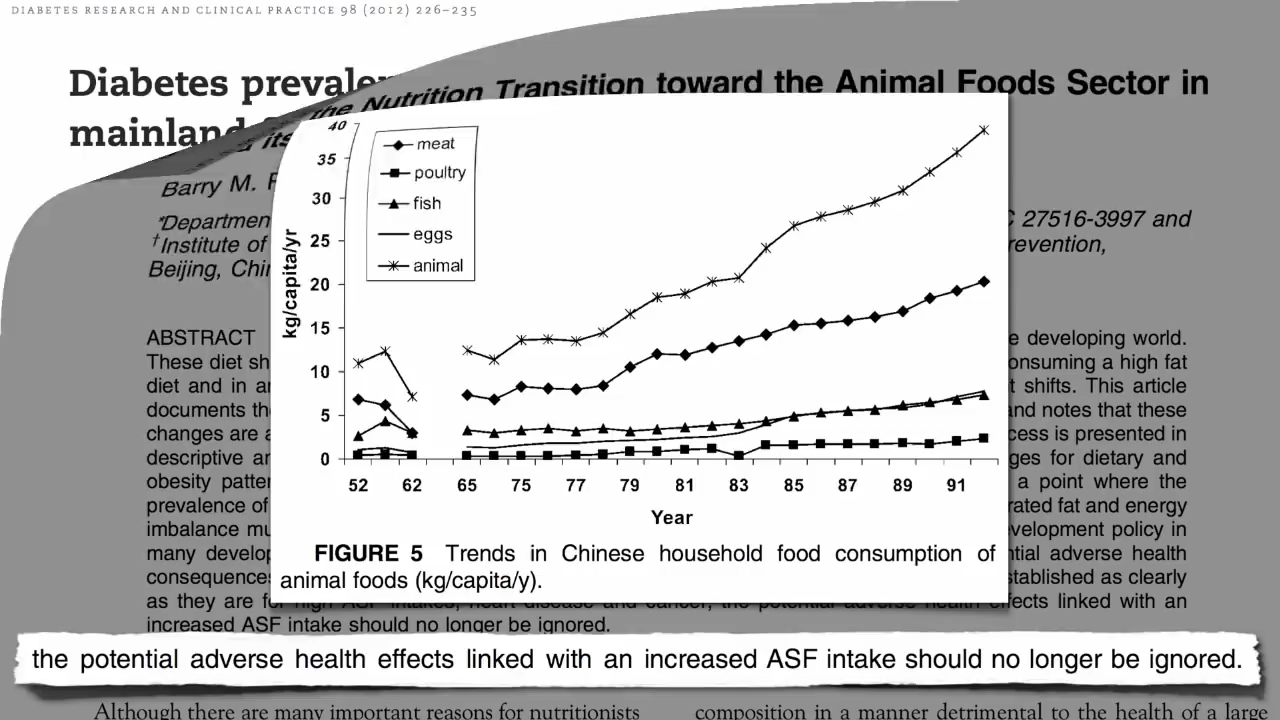 DIABETES RESEARCH AND CLINICAL PRACTICE 98 (2012) 226–235
Diabetes
the Nutrition Transition toward the Animal Foods Sector in
mainland
Barry M.
*Departmen
C 27516-3997 and
†Institute of
revention,
Beijing, Chi
ABSTRACT
e developing world.
These diet sh
onsuming a high fat
diet and in a
t shifts. This article
documents th
and notes that these
changes are a
cess is presented in
descriptive a
ges for dietary and
obesity patte
a point where the
prevalence of
rated fat and energy
imbalance mu
evelopment policy in
many develop
ntial adverse health
consequences
stablished as clearly
as they are for high ASF intakes, heart disease and cancer, the potential adverse health effects linked with an
increased ASF intake should no longer be ignored.
40
35
30
25
20
15
10
5
0
kg/capita/yr
meat
poultry
fish
eggs
animal
52 62 65 75 77 79 81 83 85 87 89 91
Year
FIGURE 5 Trends in Chinese household food consumption of
animal foods (kg/capita/y).
the potential adverse health effects linked with an increased ASF intake should no longer be ignored.
Although there are many important reasons for nutritionists
composition in a manner detrimental to the health of a large